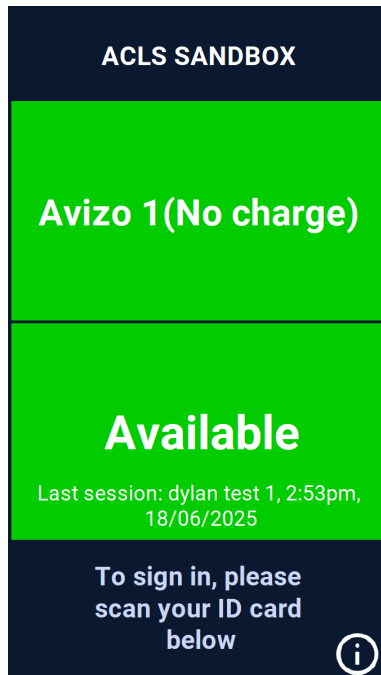 ACLS SANDBOX
Avizo 1(No charge)
Available
Last session: dylan test 1, 2:53pm,
18/06/2025
To sign in, please
scan your ID card
below